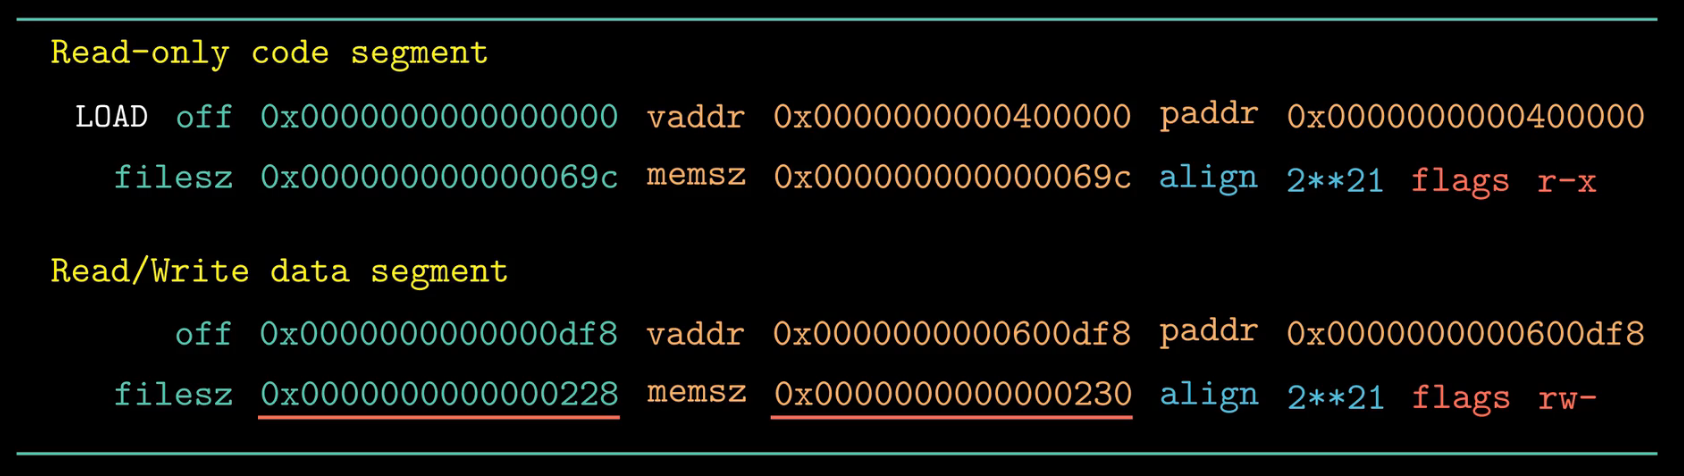 Read-only code segment
LOAD off 0x0000000000000000 vaddr 0x0000000000400000 paddr 0x0000000000400000
filesz 0x000000000000069c memsz 0x000000000000069c align 2**21 flags r-x
Read/Write data segment
off 0x0000000000000df8 vaddr 0x0000000000600df8 paddr 0x0000000000600df8
filesz 0x0000000000000228 memsz 0x0000000000000230 align 2**21 flags rw-